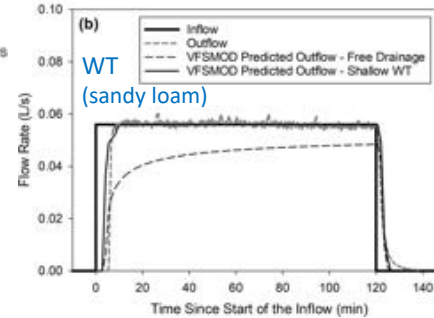 (b)
Inflow
Outflow
VFSMOD Predicted Outflow - Free Drainage
VFSMOD Predicted Outflow - Shallow WT
WT
(sandy loam)
s
Flow Rate (L/s)
0.10
0.08
0.06
0.04
0.02
0.00
0 20 40 60 80 100 120 140
Time Since Start of the Inflow (min)